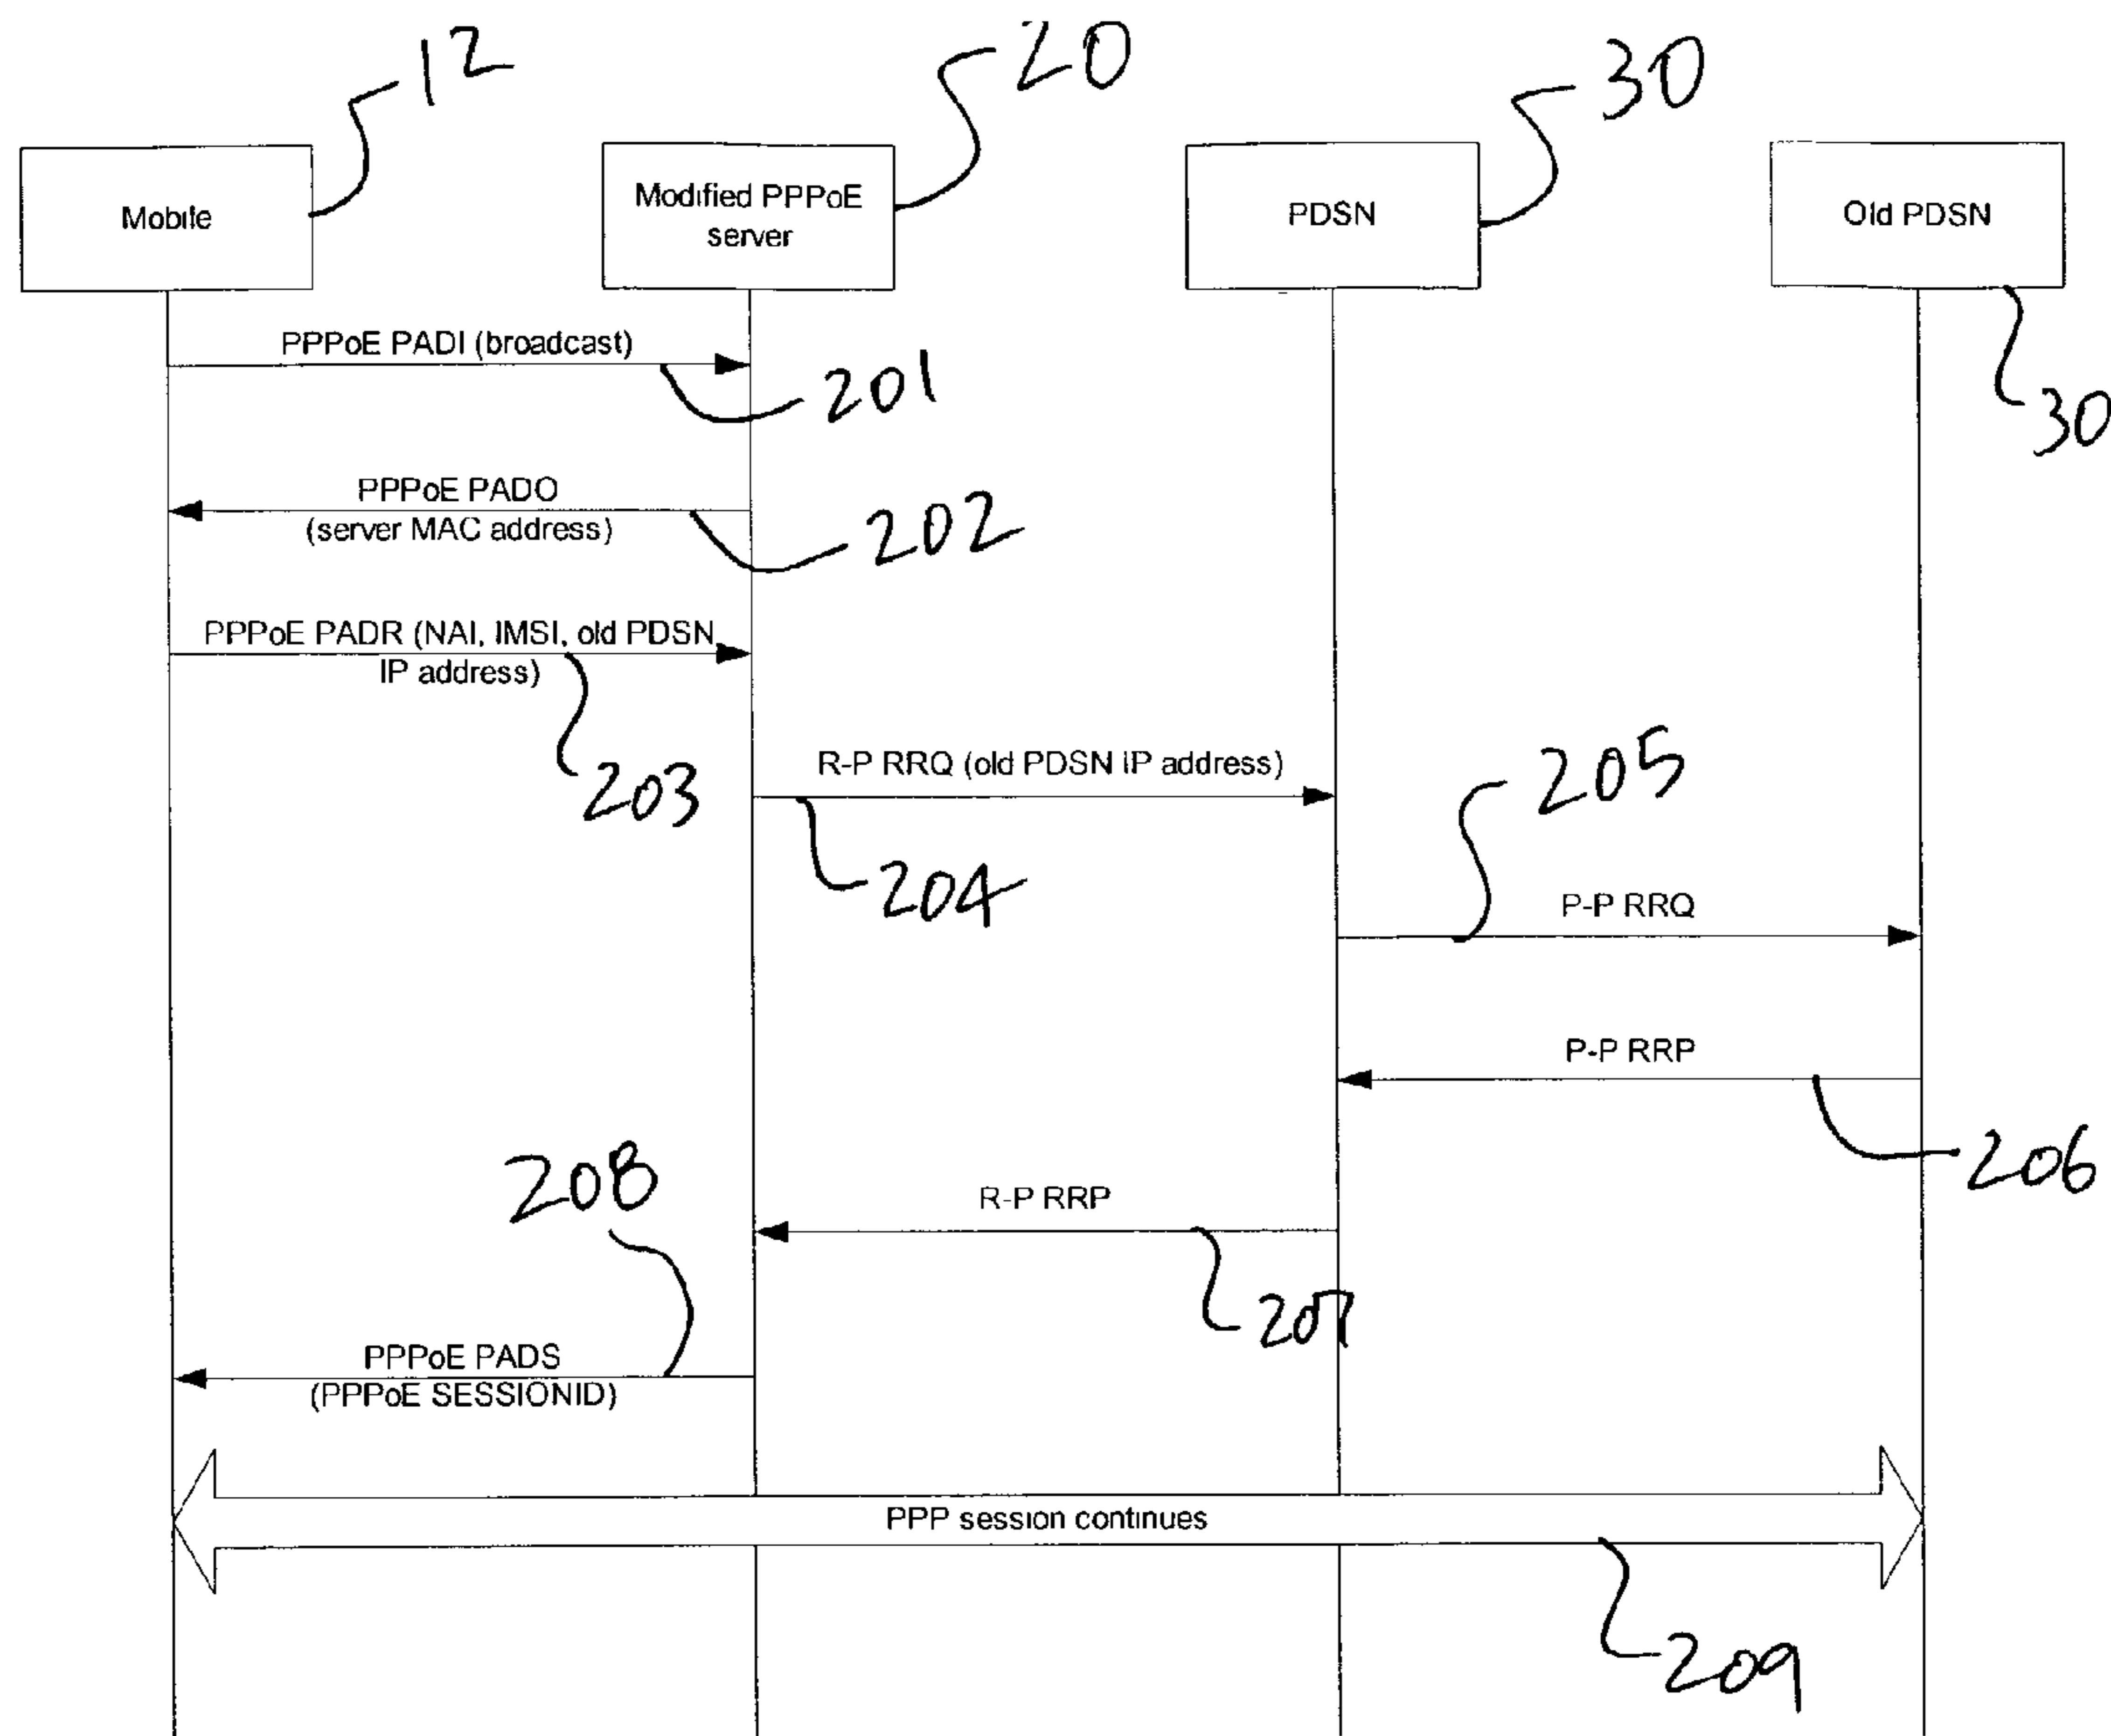 12
20
30
Mobile
Modified PPPoE
server
PDSN
Old PDSN
30
PPPoE PADI (broadcast)
201
PPPoE PADO
(server MAC address)
202
PPPoE PADR (NAI, IMSI, old PDSN
IP address)
203
R-P RRQ (old PDSN IP address)
204
205
P-P RRQ
P-P RRP
206
R-P RRP
207
208
PPPoE PADS
(PPPoE SESSIONID)
PPP session continues
209